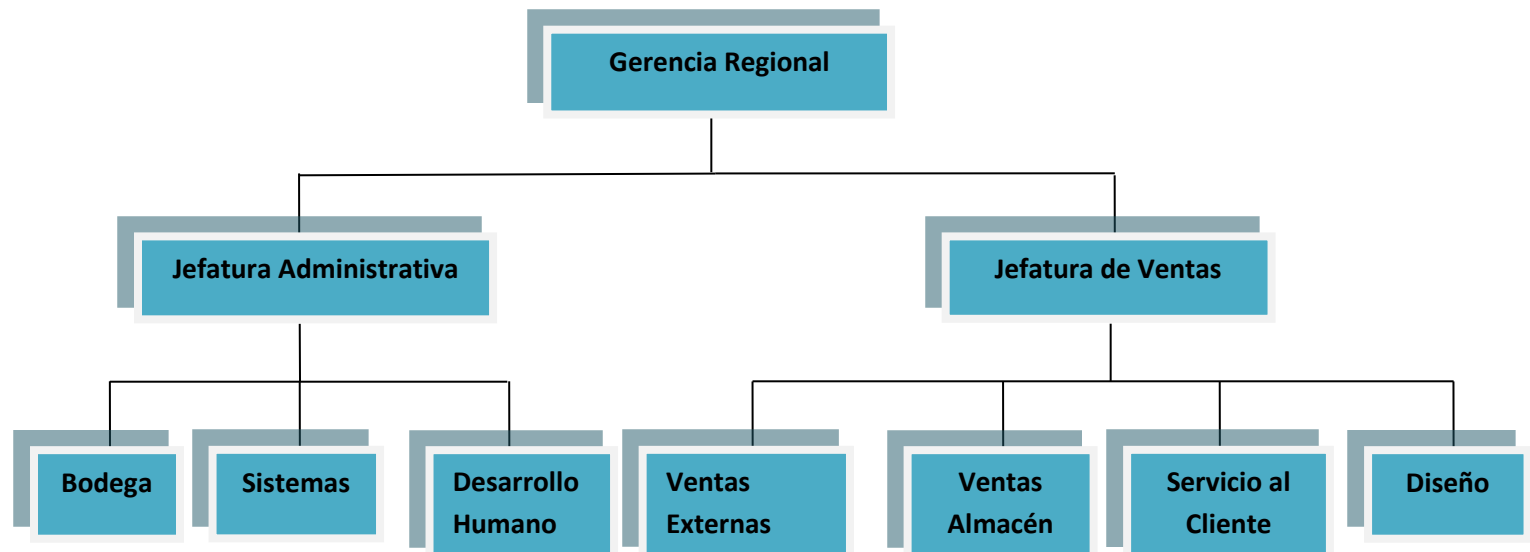 Gerencia Regional
Jefatura Administrativa
Jefatura de Ventas
Bodega
Sistemas
Desarrollo
Humano
Ventas
Externas
Ventas
Almacén
Servicio al
Cliente
Diseño